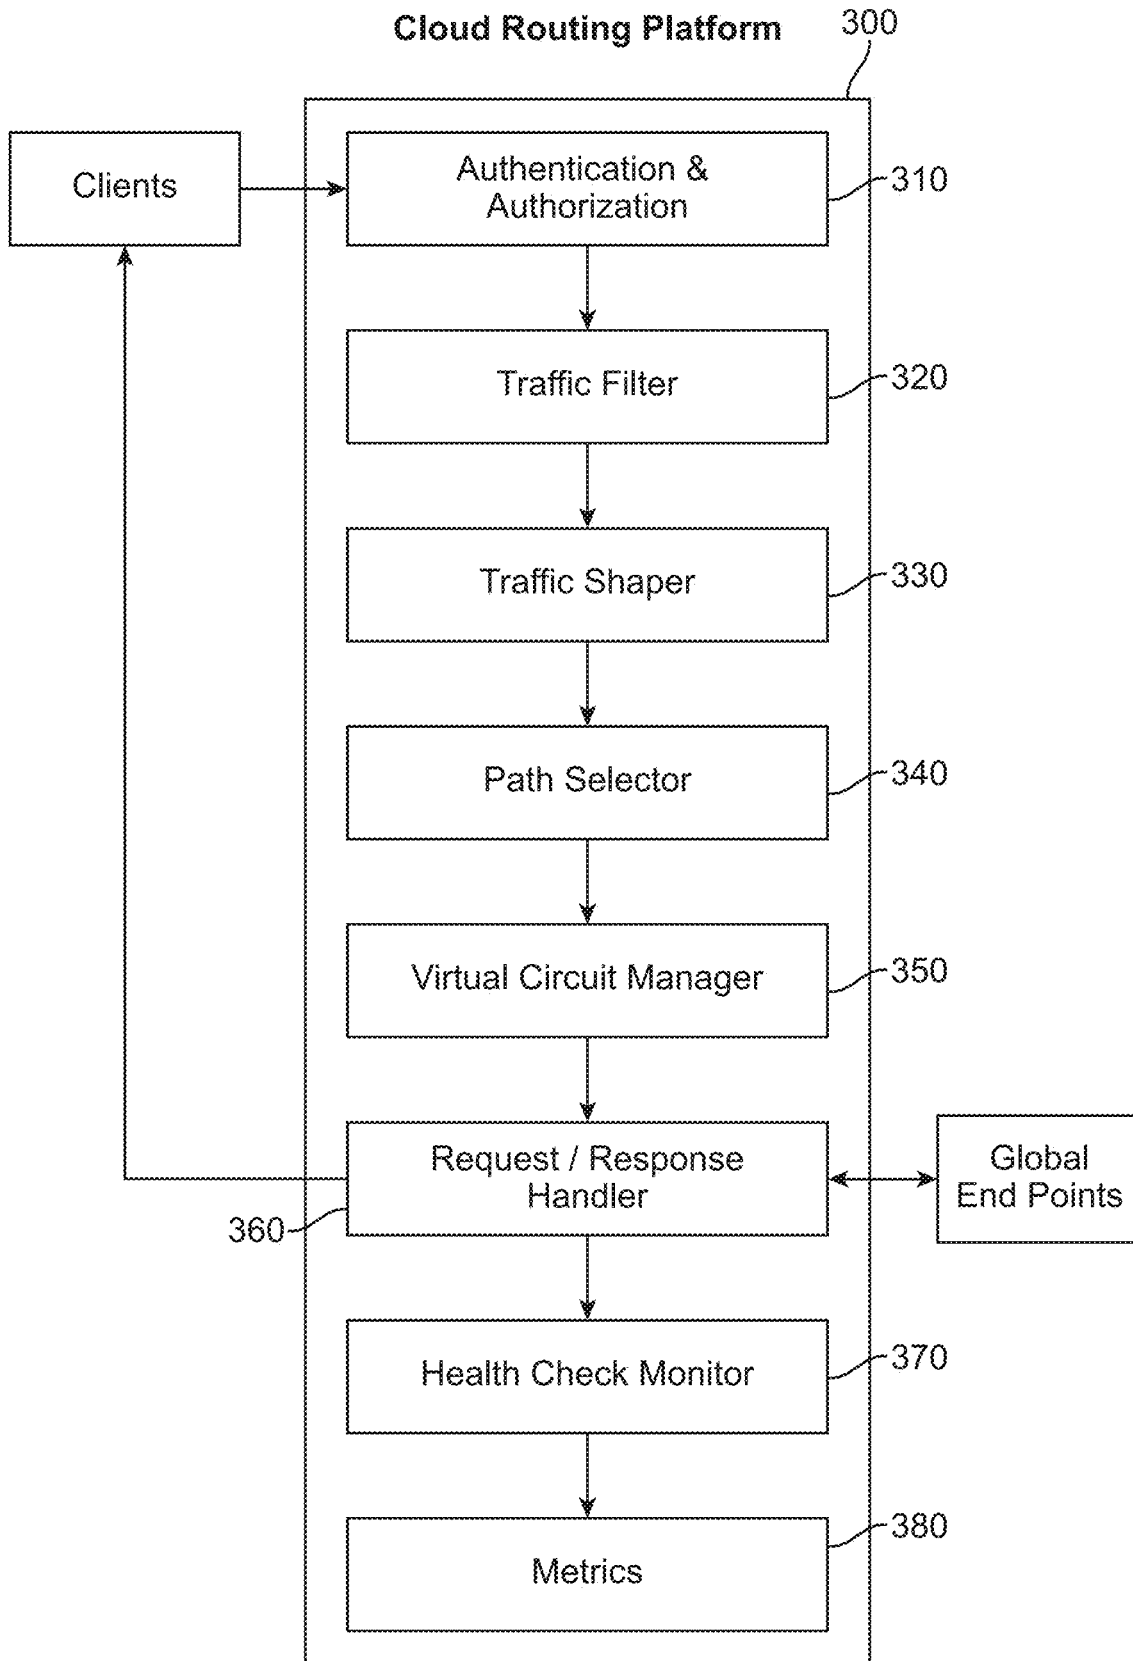 Cloud Routing Platform
300
Clients
Authentication &
Authorization
310
Traffic Filter
320
Traffic Shaper
330
Path Selector
340
Virtual Circuit Manager
350
Request / Response
Handler
360
Global
End Points
Health Check Monitor
370
Metrics
380